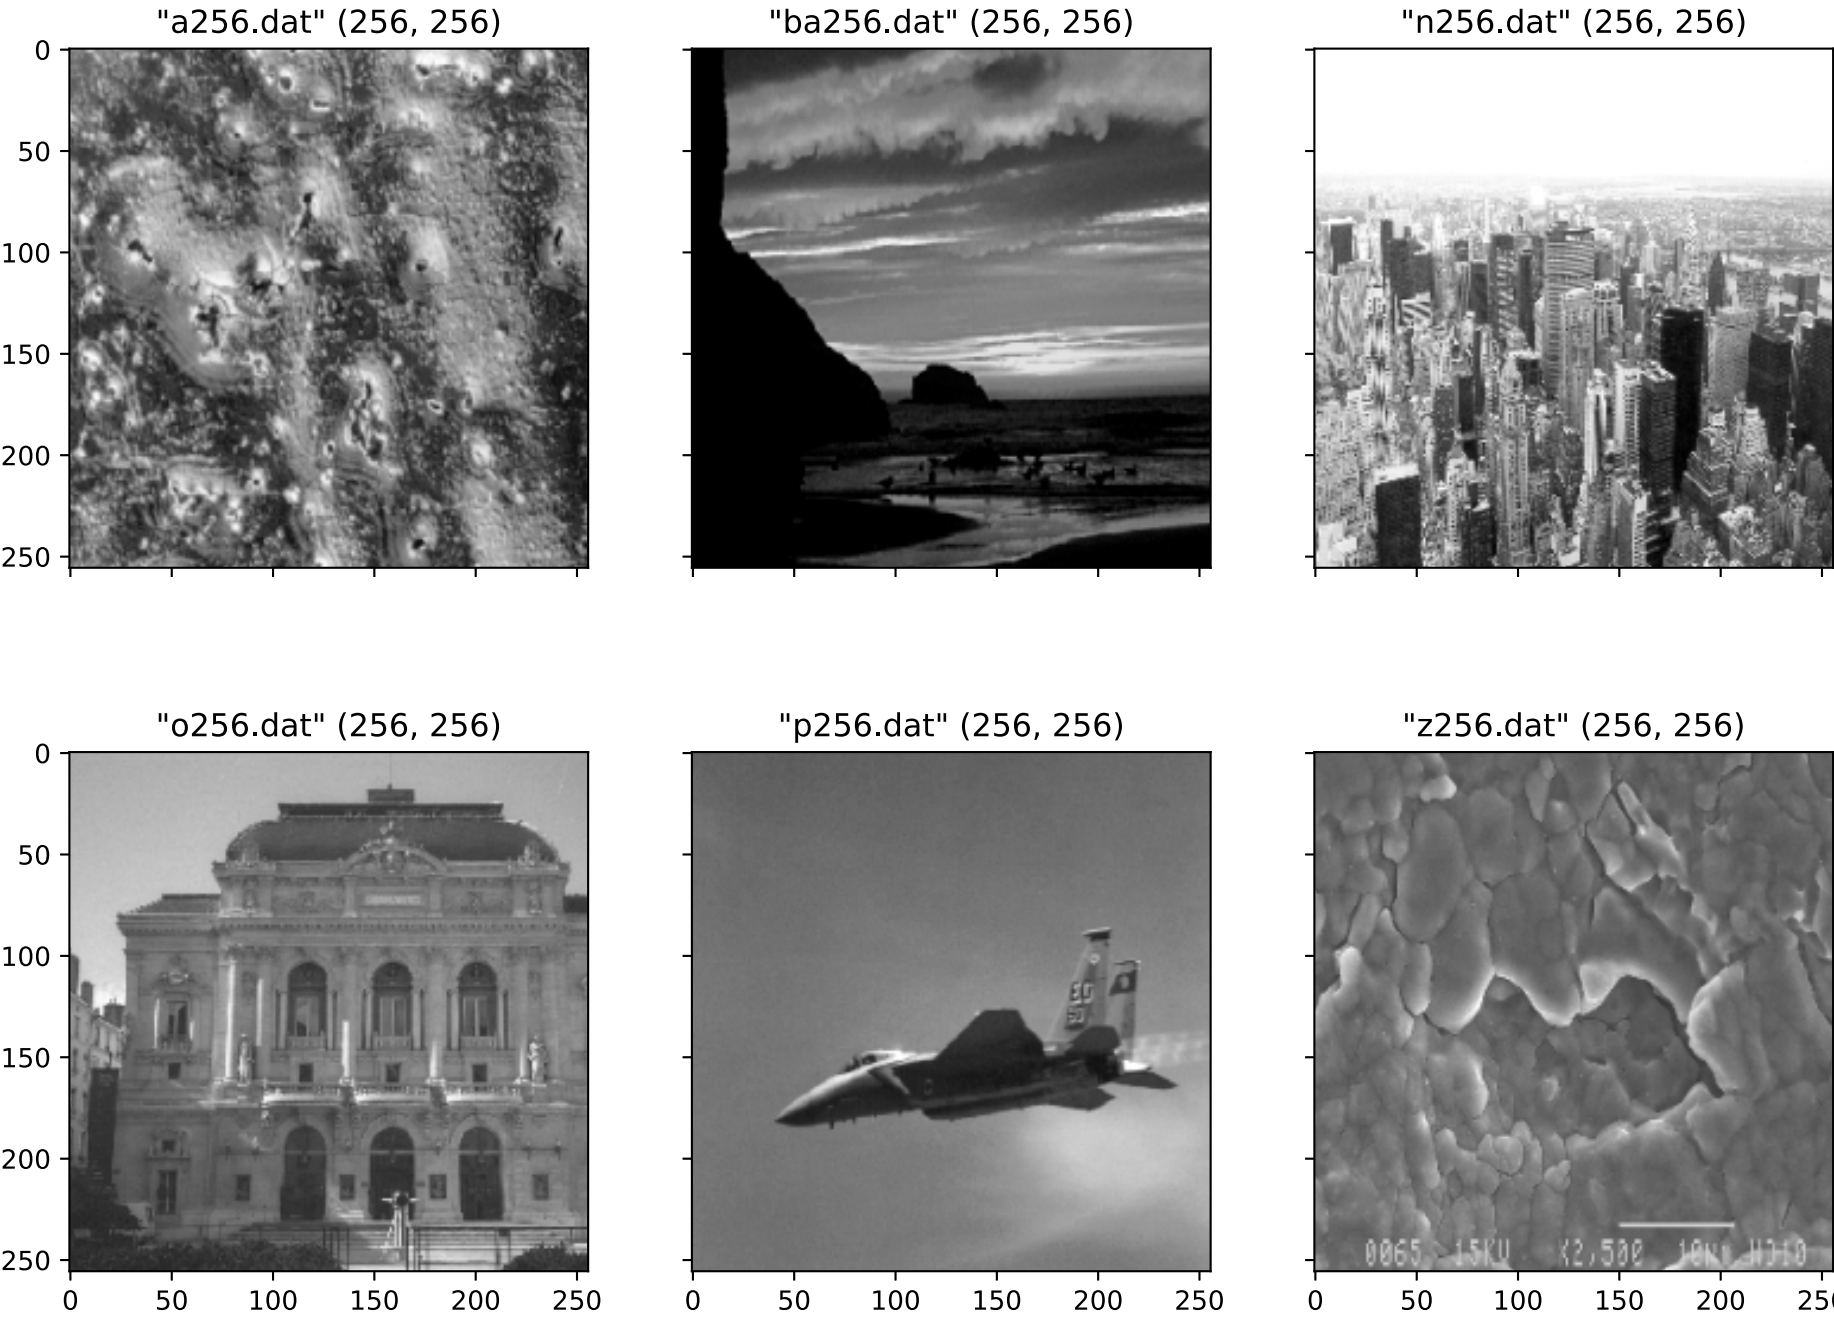 "a256.dat" (256, 256)
"ba256.dat" (256, 256)
"n256.dat" (256, 256)
0
50
100
150
200
250
"o256.dat" (256, 256)
"p256.dat" (256, 256)
"z256.dat" (256, 256)
0
50
100
150
200
250
ED
0065 15KV X2,500 10μm WD10
0 50 100 150 200 250
0 50 100 150 200 250
0 50 100 150 200